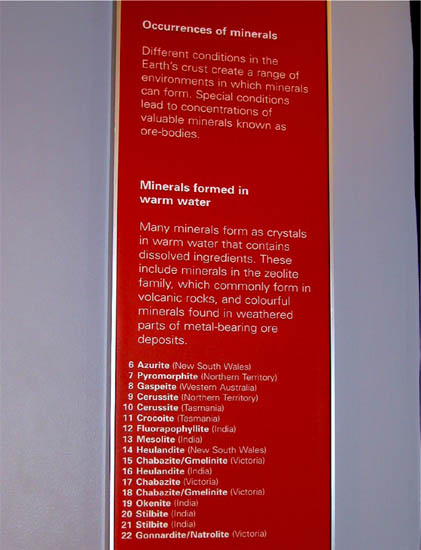 Occurrences of minerals
Different conditions in the
Earth's crust create a range of
environments in which minerals
can form. Special conditions
lead to concentrations of
valuable minerals known as
ore-bodies.
Minerals formed in
warm water
Many minerals form as crystals
in warm water that contains
dissolved ingredients. These
include minerals in the zeolite
family, which commonly form in
volcanic rocks, and colourful
minerals found in weathered
parts of metal-bearing ore
deposits.
6 Azurite (New South Wales)
7 Pyromorphite (Northern Territory)
8 Gaspeite (Western Australia)
9 Cerussite (Northern Territory)
10 Cerussite (Tasmania)
11 Crocoite (Tasmania)
12 Fluorapophyllite (India)
13 Mesolite (India)
14 Heulandite (New South Wales)
15 Chabazite/Gmelinite (Victoria)
16 Heulandite (India)
17 Chabazite (Victoria)
18 Chabazite/Gmelinite (Victoria)
19 Okenite (India)
20 Stilbite (India)
21 Stilbite (India)
22 Gonnardite/Natrolite (Victoria)